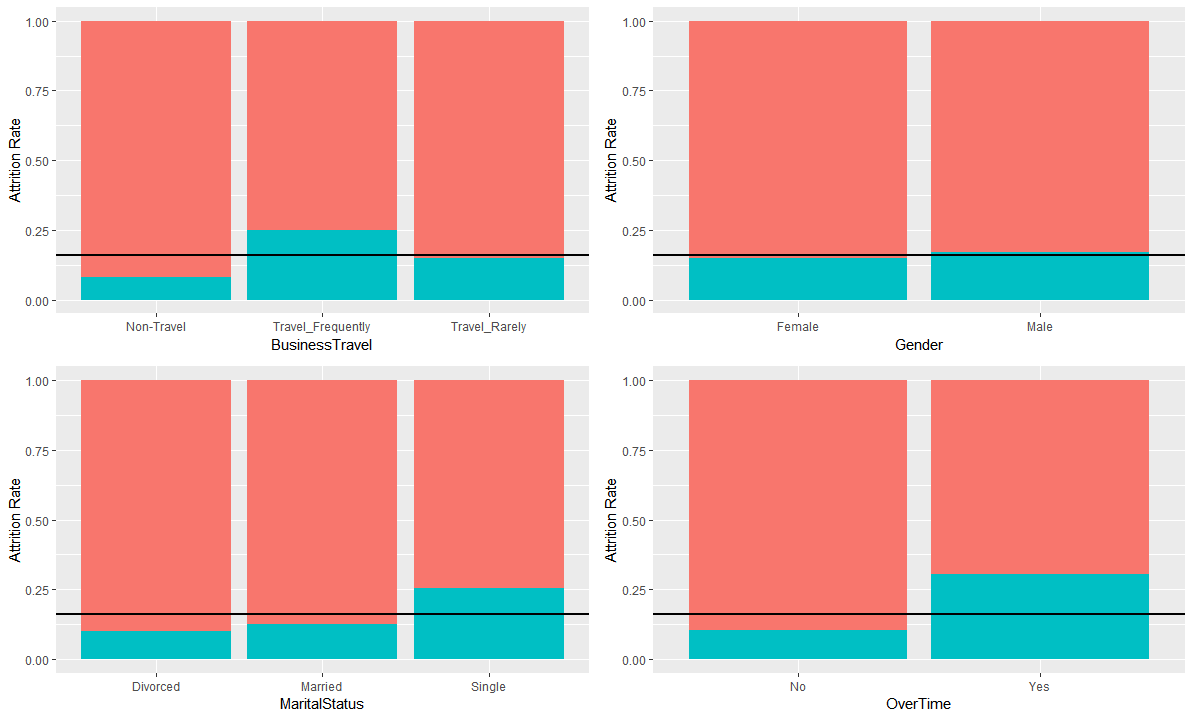 Attrition Rate
1.00
0.75
0.50
0.25
0.00
Non-Travel Travel_Frequently Travel_Rarely
BusinessTravel
Attrition Rate
1.00
0.75
0.50
0.25
0.00
Female Male
Gender
Attrition Rate
1.00
0.75
0.50
0.25
0.00
Divorced Married Single
MaritalStatus
Attrition Rate
1.00
0.75
0.50
0.25
0.00
No Yes
OverTime